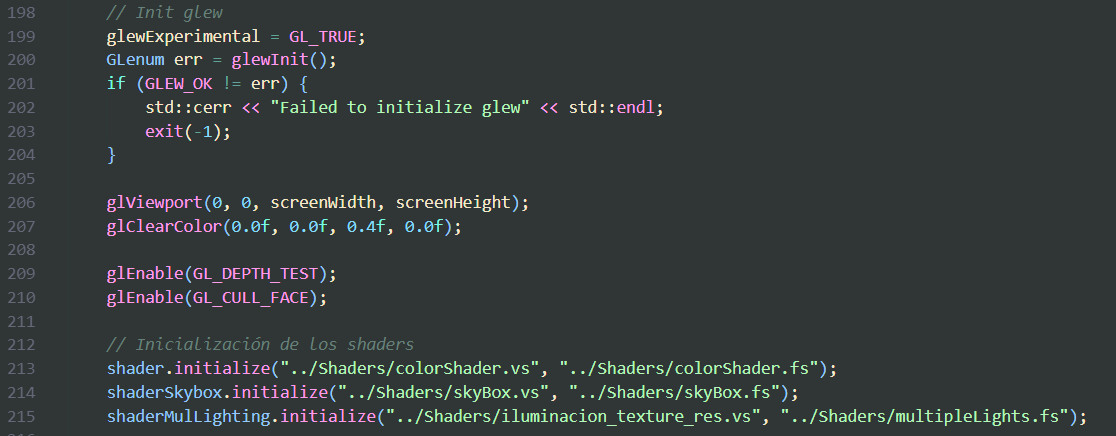 198 // Init glew
199 glewExperimental = GL_TRUE;
200 GLenum err = glewInit();
201 if (GLEW_OK != err) {
202 std::cerr << "Failed to initialize glew" << std::endl;
203 exit(-1);
204 }
205
206 glViewport(0, 0, screenWidth, screenHeight);
207 glClearColor(0.0f, 0.0f, 0.4f, 0.0f);
208
209 glEnable(GL_DEPTH_TEST);
210 glEnable(GL_CULL_FACE);
211
212 // Inicialización de los shaders
213 shader.initialize("../Shaders/colorShader.vs", "../Shaders/colorShader.fs");
214 shaderSkybox.initialize("../Shaders/skyBox.vs", "../Shaders/skyBox.fs");
215 shaderMulLighting.initialize("../Shaders/iluminacion_texture_res.vs", "../Shaders/multipleLights.fs");